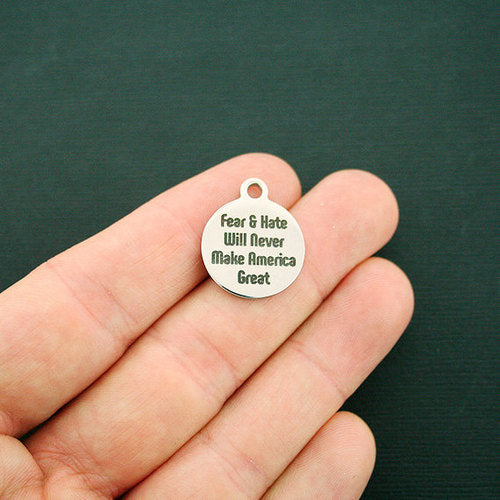 Fear & Hate
Will Never
Make America
Great